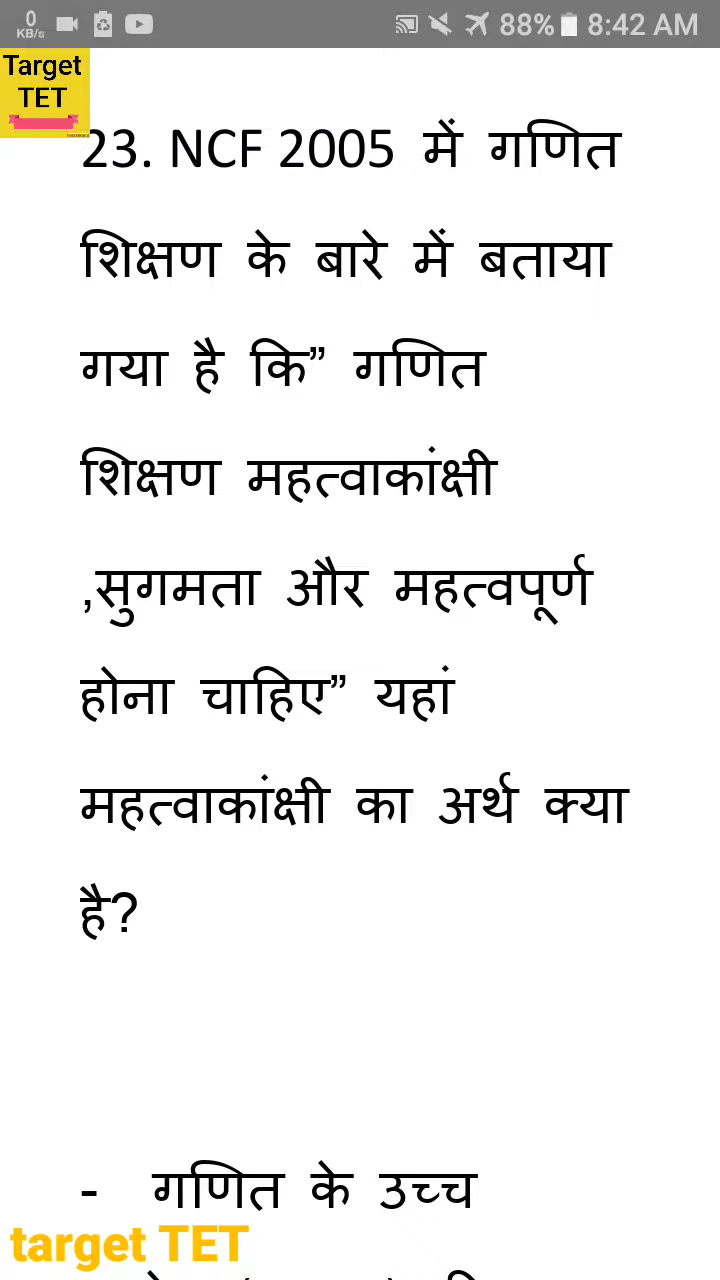 0
KB/s
88% 8:42 AM
Target
TET
23. NCF 2005 में गणित
शिक्षण के बारे में बताया
गया है कि” गणित
शिक्षण महत्वाकांक्षी
,सुगमता और महत्वपूर्ण
होना चाहिए” यहां
महत्वाकांक्षी का अर्थ क्या
है?
- गणित के उच्च
target TET